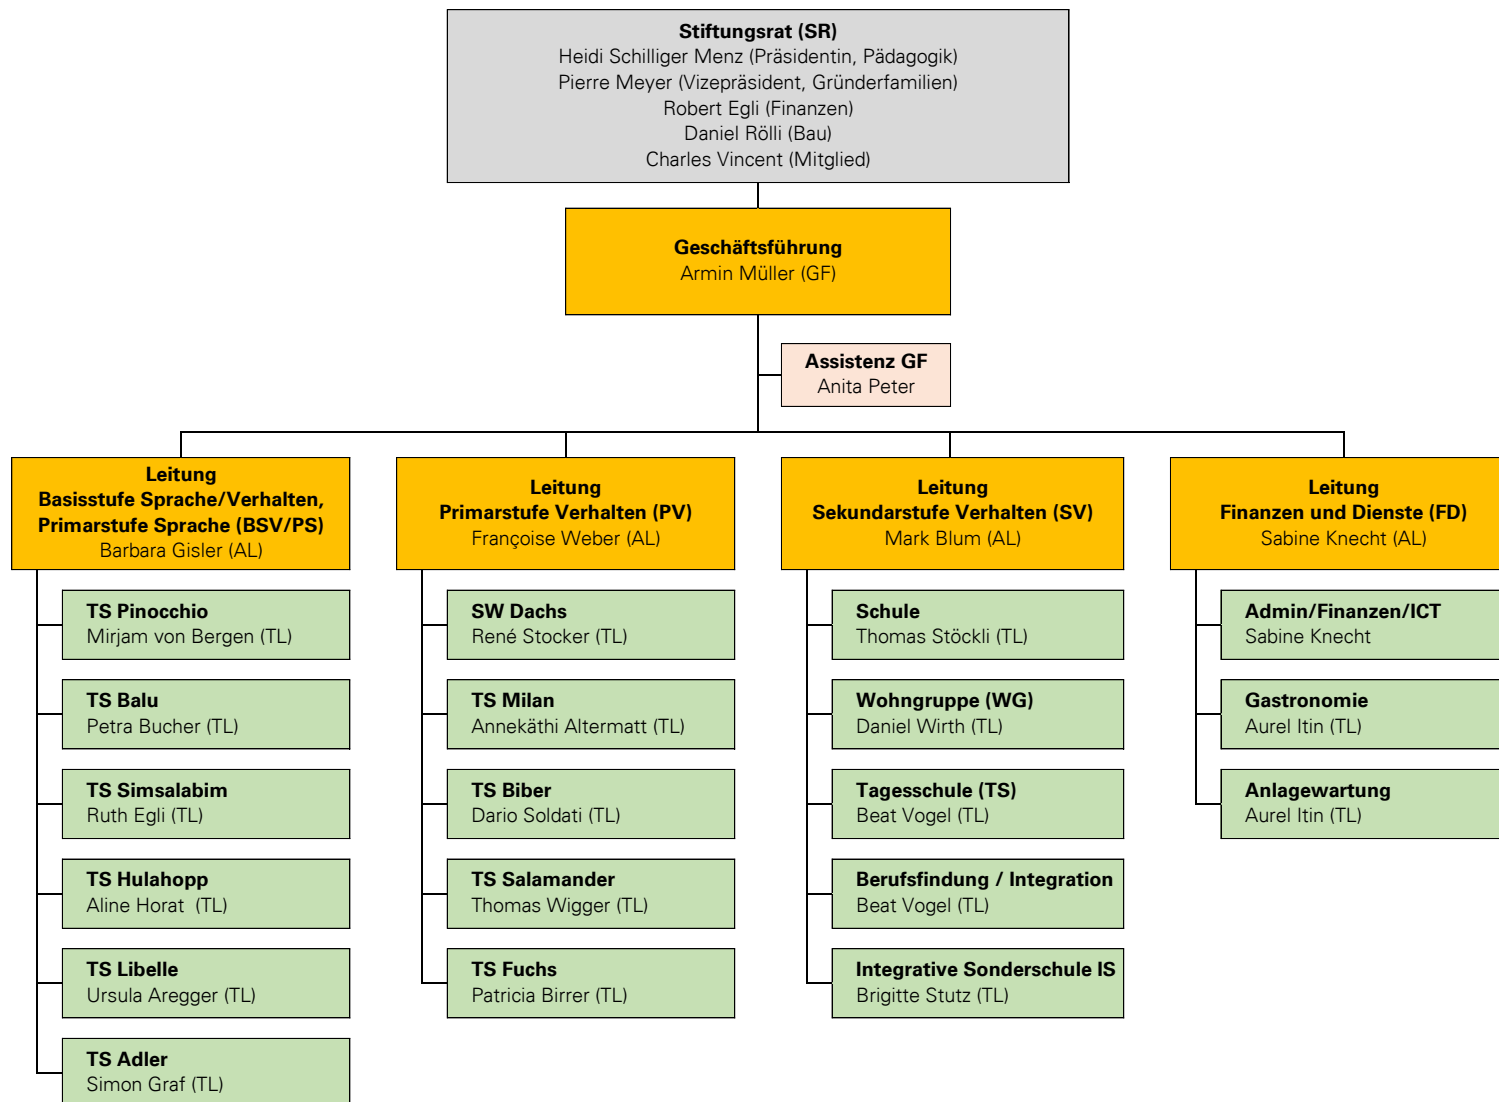 Stiftungsrat (SR)
Heidi Schilliger Menz (Präsidentin, Pädagogik)
Pierre Meyer (Vizepräsident, Gründerfamilien)
Robert Egli (Finanzen)
Daniel Rölli (Bau)
Charles Vincent (Mitglied)
Geschäftsführung
Armin Müller (GF)
Assistenz GF
Anita Peter
Leitung
Basisstufe Sprache/Verhalten,
Primarstufe Sprache (BSV/PS)
Barbara Gisler (AL)
TS Pinocchio
Mirjam von Bergen (TL)
TS Balu
Petra Bucher (TL)
TS Simsalabim
Ruth Egli (TL)
TS Hulahopp
Aline Horat  (TL)
TS Libelle
Ursula Aregger (TL)
TS Adler
Simon Graf (TL)
Leitung
Primarstufe Verhalten (PV)
Françoise Weber (AL)
SW Dachs
René Stocker (TL)
TS Milan
Annekäthi Altermatt (TL)
TS Biber
Dario Soldati (TL)
TS Salamander
Thomas Wigger (TL)
TS Fuchs
Patricia Birrer (TL)
Leitung
Sekundarstufe Verhalten (SV)
Mark Blum (AL)
Schule
Thomas Stöckli (TL)
Wohngruppe (WG)
Daniel Wirth (TL)
Tagesschule (TS)
Beat Vogel (TL)
Berufsfindung / Integration
Beat Vogel (TL)
Integrative Sonderschule IS
Brigitte Stutz (TL)
Leitung
Finanzen und Dienste (FD)
Sabine Knecht (AL)
Admin/Finanzen/ICT
Sabine Knecht
Gastronomie
Aurel Itin (TL)
Anlagewartung
Aurel Itin (TL)